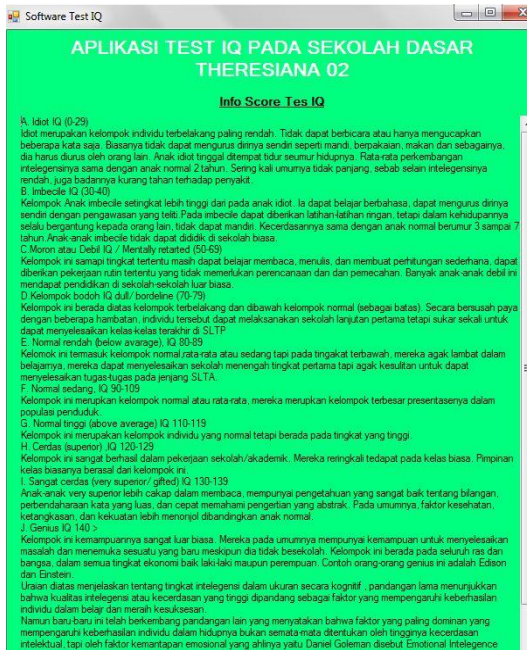 Software Test IQ
APLIKASI TEST IQ PADA SEKOLAH DASAR
THERESIANA 02
Info Score Tes IQ
A. Idiot IQ (0-29)
Idiot merupakan kelompok individu terbelakang paling rendah. Tidak dapat berbicara atau hanya mengucapkan
beberapa kata saja. Biasanya tidak dapat mengurus dirinya sendiri seperti mandi, berpakaian, makan dan sebagainya,
dia harus diurus oleh orang lain. Anak idiot tinggal ditempat tidur seumur hidupnya. Rata-rata perkembangan
intelegensinya sama dengan anak normal 2 tahun. Sering kali umurnya tidak panjang, sebab selain intelegensinya
rendah, juga badannya kurang tahan terhadap penyakit.
B. Imbecile IQ (30-40)
Kelompok Anak imbecile setingkat lebih tinggi dari pada anak idiot. Ia dapat belajar berbahasa, dapat mengurus dirinya
sendiri dengan pengawasan yang teliti.Pada imbecile dapat diberikan latihan-latihan ringan, tetapi dalam kehidupannya
selalu bergantung kepada orang lain, tidak dapat mandiri. Kecerdasannya sama dengan anak normal berumur 3 sampai 7
tahun.Anak-anak imbecile tidak dapat dididik di sekolah biasa.
C.Moron atau Debil IQ / Mentally retarted (50-69)
Kelompok ini samapi tingkat tertentu masih dapat belajar membaca, menulis, dan membuat perhitungan sederhana, dapat
diberikan pekerjaan rutin tertentu yang tidak memerlukan perencanaan dan dan pemecahan. Banyak anak-anak debil ini
mendapat pendidikan di sekolah-sekolah luar biasa.
D.Kelompok bodoh IQ dull/ bordeline (70-79)
Kelompok ini berada diatas kelompok terbelakang dan dibawah kelompok normal (sebagai batas). Secara bersusah paya
dengan beberapa hambatan, individu tersebut dapat melaksanakan sekolah lanjutan pertama tetapi sukar sekali untuk
dapat menyelesaikan kelas-kelas terakhir di SLTP
E. Normal rendah (below avarage), IQ 80-89
Kelomok ini termasuk kelompok normal,rata-rata atau sedang tapi pada tingakat terbawah, mereka agak lambat dalam
belajarnya, mereka dapat menyelesaikan sekolah menengah tingkat pertama tapi agak kesulitan untuk dapat
menyelesaikan tugas-tugas pada jenjang SLTA.
F. Normal sedang, IQ 90-109
Kelompok ini merupkan kelompok normal atau rata-rata, mereka merupkan kelompok terbesar presentasenya dalam
populasi penduduk.
G. Normal tinggi (above average) IQ 110-119
Kelompok ini merupakan kelompok individu yang normal tetapi berada pada tingkat yang tinggi.
H. Cerdas (superior) ,IQ 120-129
Kelompok ini sangat berhasil dalam pekerjaan sekolah/akademik. Mereka reringkali tedapat pada kelas biasa. Pimpinan
kelas biasanya berasal dari kelompok ini.
I. Sangat cerdas (very superior/ gifted) IQ 130-139
Anak-anak very superior lebih cakap dalam membaca, mempunyai pengetahuan yang sangat baik tentang bilangan,
perbendaharaan kata yang luas, dan cepat memahami pengertian yang abstrak. Pada umumnya, faktor kesehatan,
ketangkasan, dan kekuatan lebih menonjol dibandingkan anak normal.
J. Genius IQ 140 >
Kelompok ini kemampuannya sangat luar biasa. Mereka pada umumnya mempunyai kemampuan untuk menyelesaikan
masalah dan menemuka sesuatu yang baru meskipun dia tidak besekolah. Kelompok ini berada pada seluruh ras dan
bangsa, dalam semua tingkat ekonomi baik laki-laki maupun perempuan. Contoh orang-orang genius ini adalah Edison
dan Einstein.
Uraian diatas menjelaskan tentang tingkat intelegensi dalam ukuran secara kognitif , pandangan lama menunjukkan
bahwa kualitas intelegensi atau kecerdasan yang tinggi dipandang sebagai faktor yang mempengaruhi keberhasilan
individu dalam belajr dan meraih kesuksesan.
Namun baru-baru ini telah berkembang pandangan lain yang menyatakan bahwa faktor yang paling dominan yang
mempengaruhi keberhasilan individu dalam hidupnya bukan semata-mata ditentukan oleh tingginya kecerdasan
intelektual, tapi oleh faktor kemantapan emosional yang ahlinya yaitu Daniel Goleman disebut Emotional Intelegence